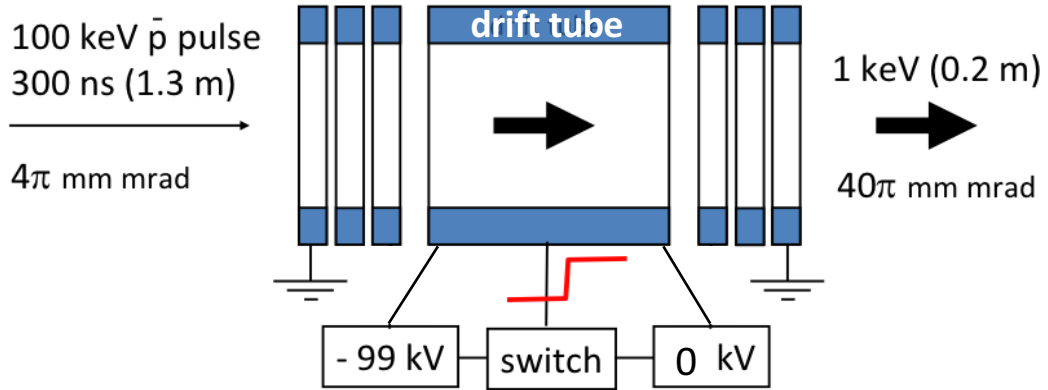 100 keV p̄ pulse
300 ns (1.3 m)
4π mm mrad
drift tube
1 keV (0.2 m)
40π mm mrad
- 99 kV
switch
0 kV